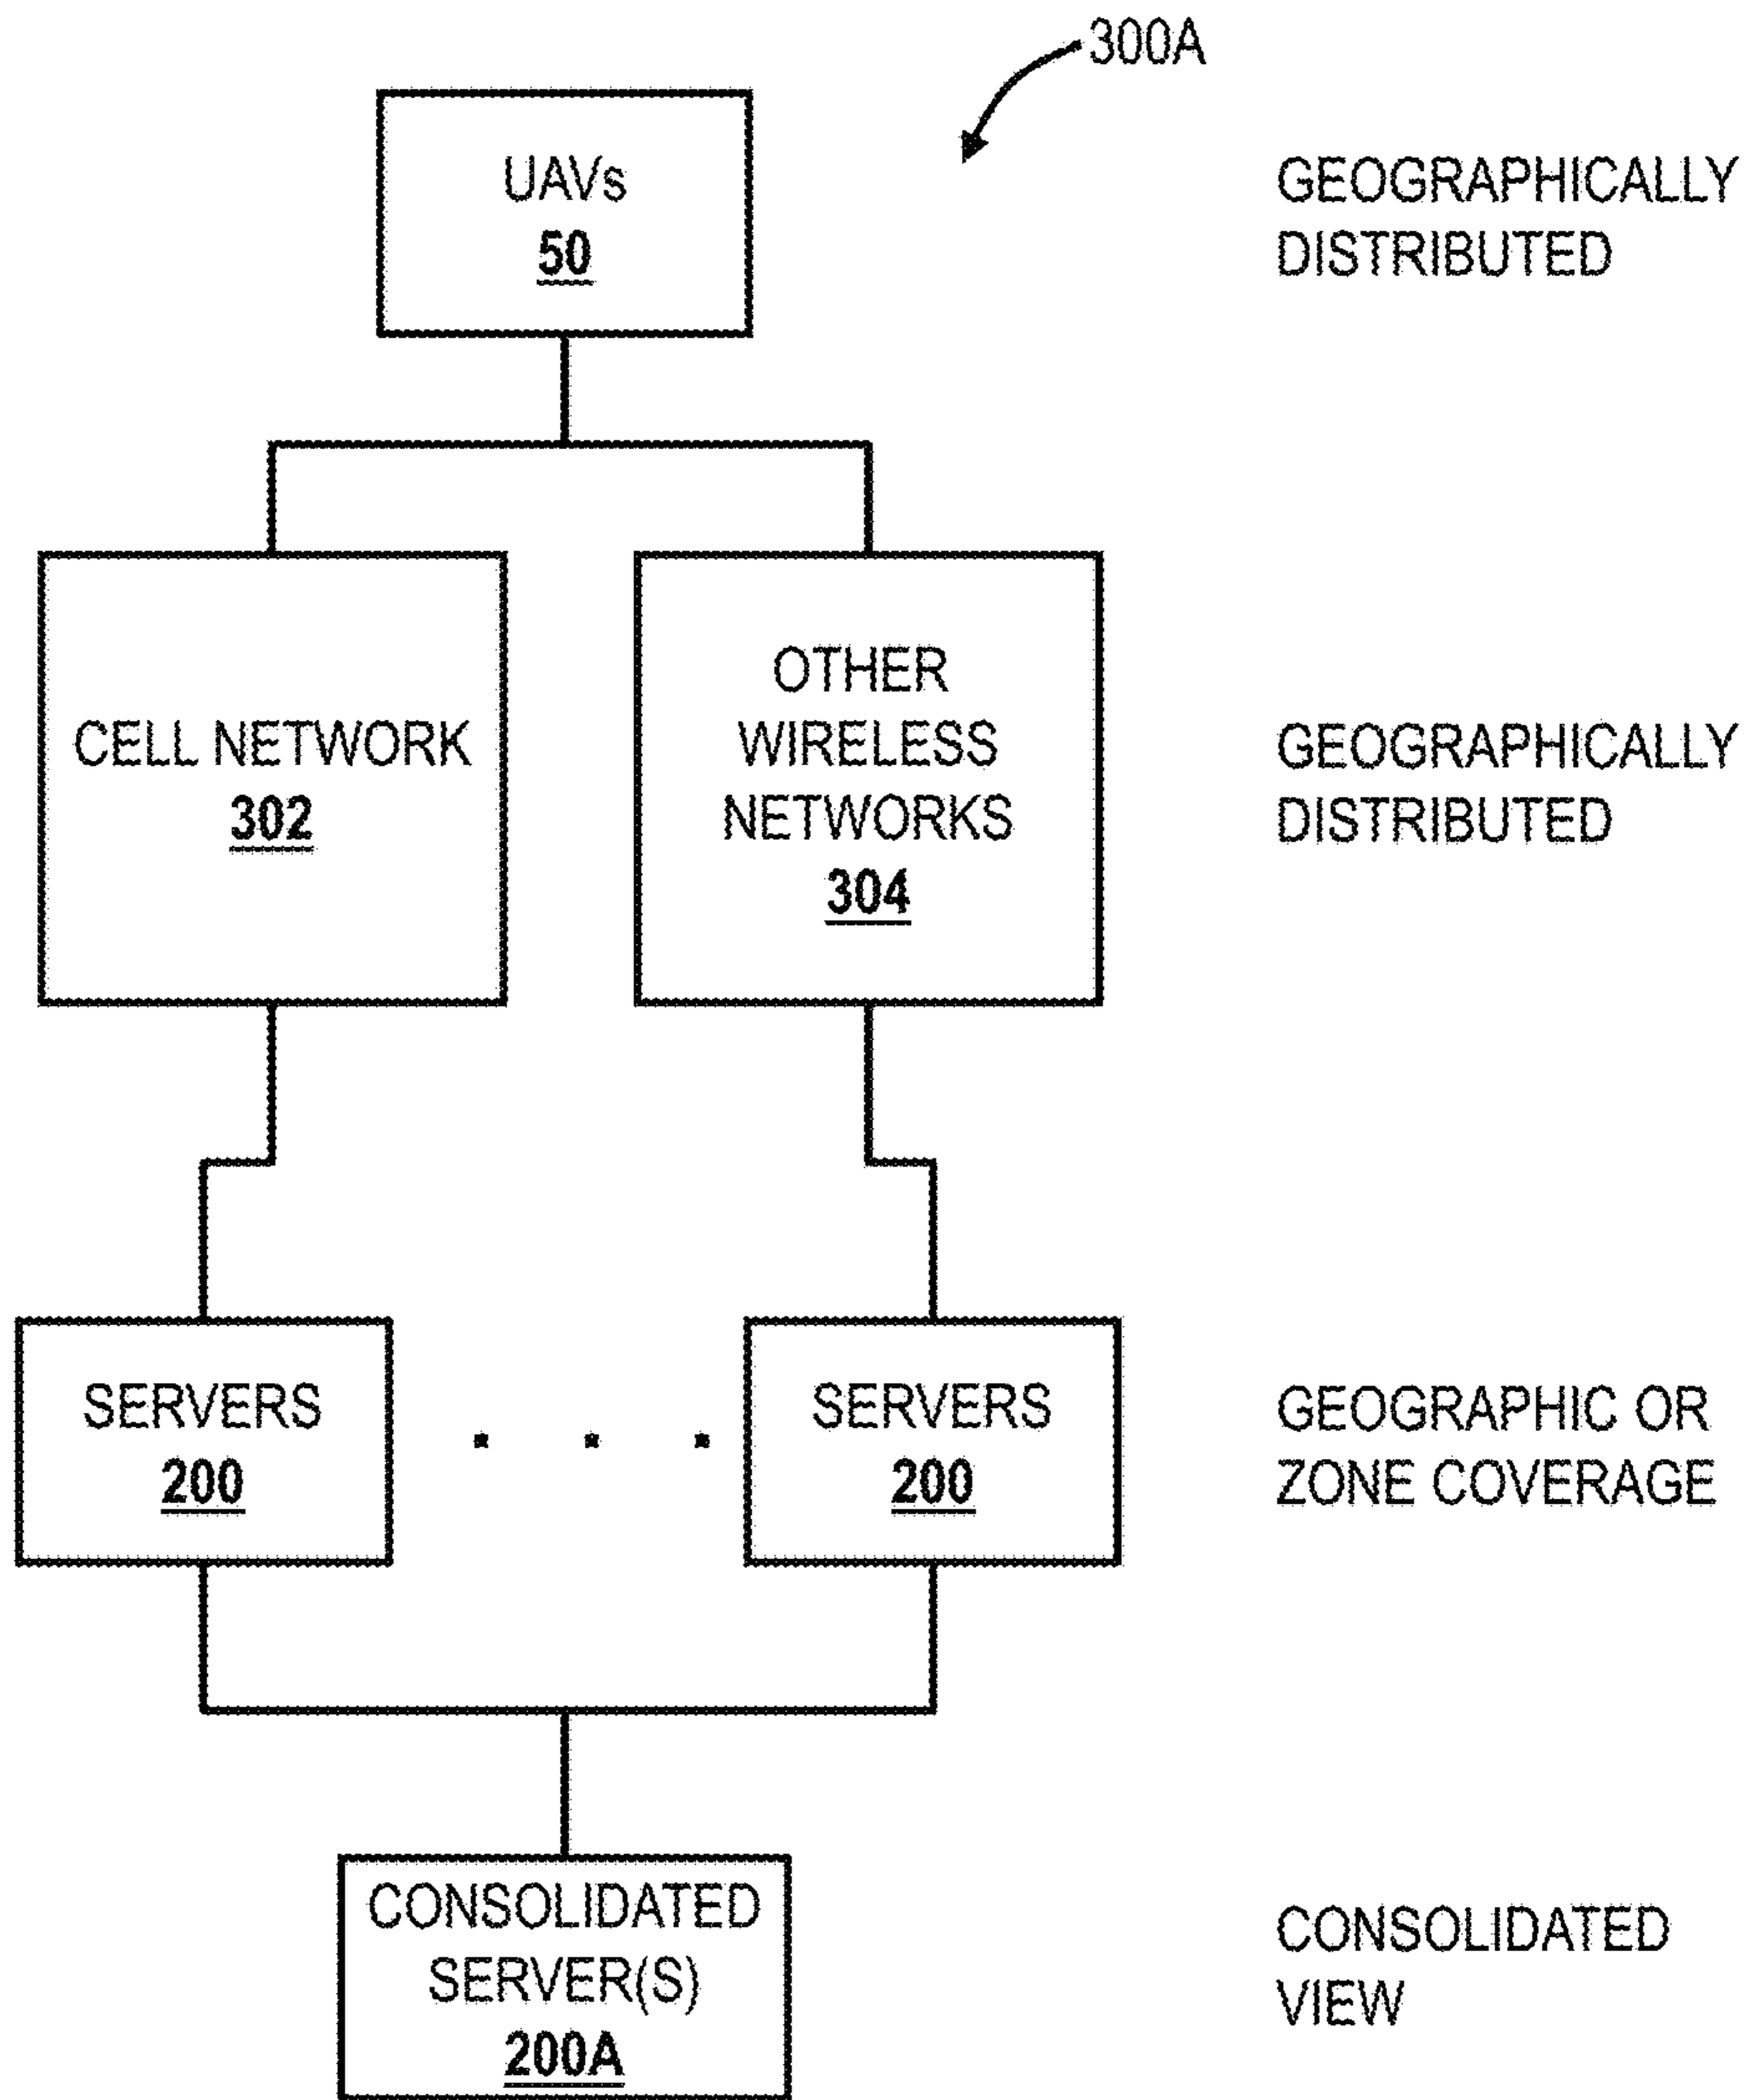 300A
UAVs
50
GEOGRAPHICALLY
DISTRIBUTED
CELL NETWORK
302
OTHER
WIRELESS
NETWORKS
304
GEOGRAPHICALLY
DISTRIBUTED
SERVERS
200
. . .
SERVERS
200
GEOGRAPHIC OR
ZONE COVERAGE
CONSOLIDATED
SERVER(S)
200A
CONSOLIDATED
VIEW